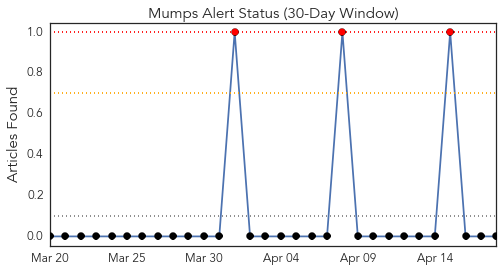 Mumps Alert Status (30-Day Window)
1.0
0.8
0.6
0.4
0.2
0.0
Articles Found
Mar 20 Mar 25 Mar 30 Apr 04 Apr 09 Apr 14